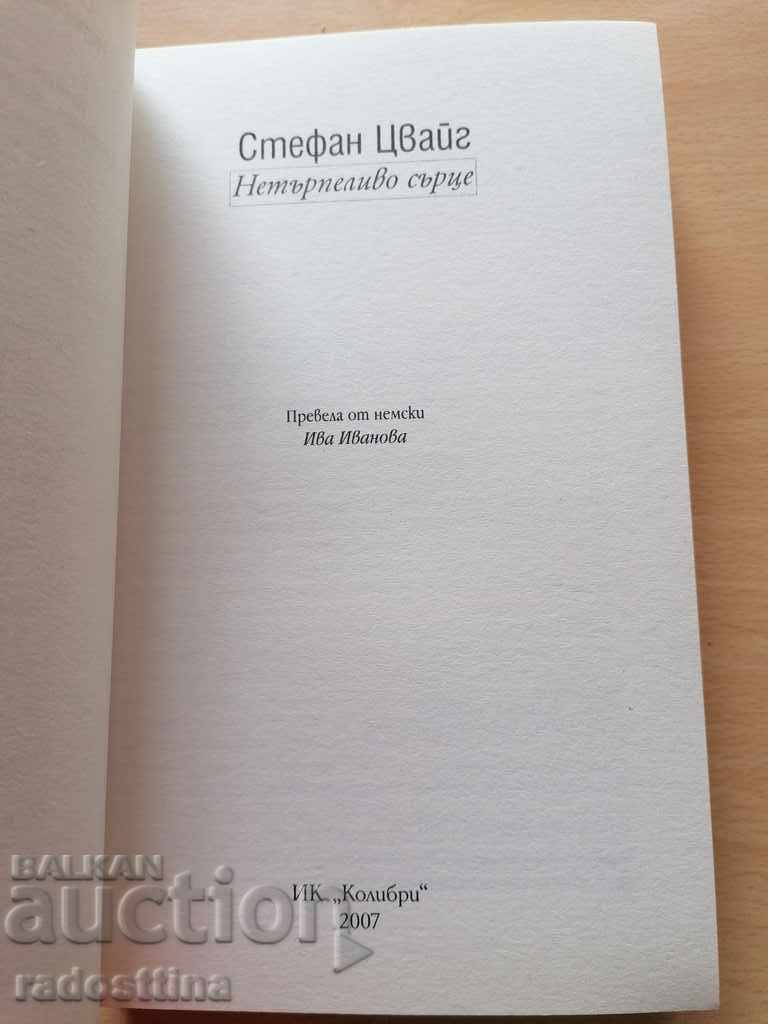 Стефан Цвайг
Нетърпеливо сърце
Превела от немски
Ива Иванова
ИК „Колибри“
2007
BALKAN
auction
radosttina